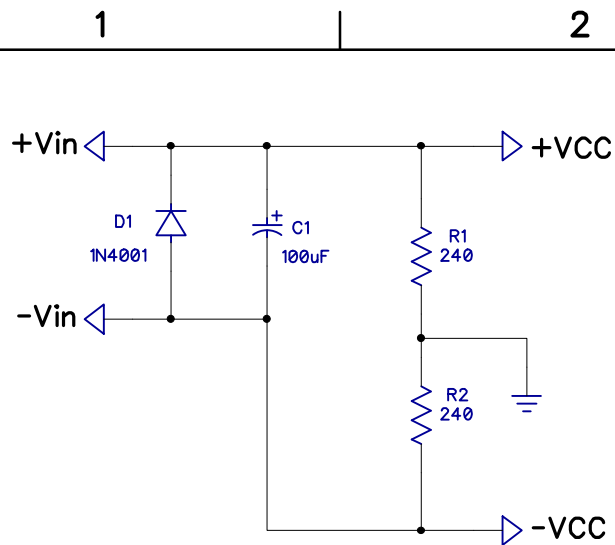 1 2
+Vin
+VCC
D1
1N4001
C1
100uF
R1
240
-Vin
R2
240
-VCC